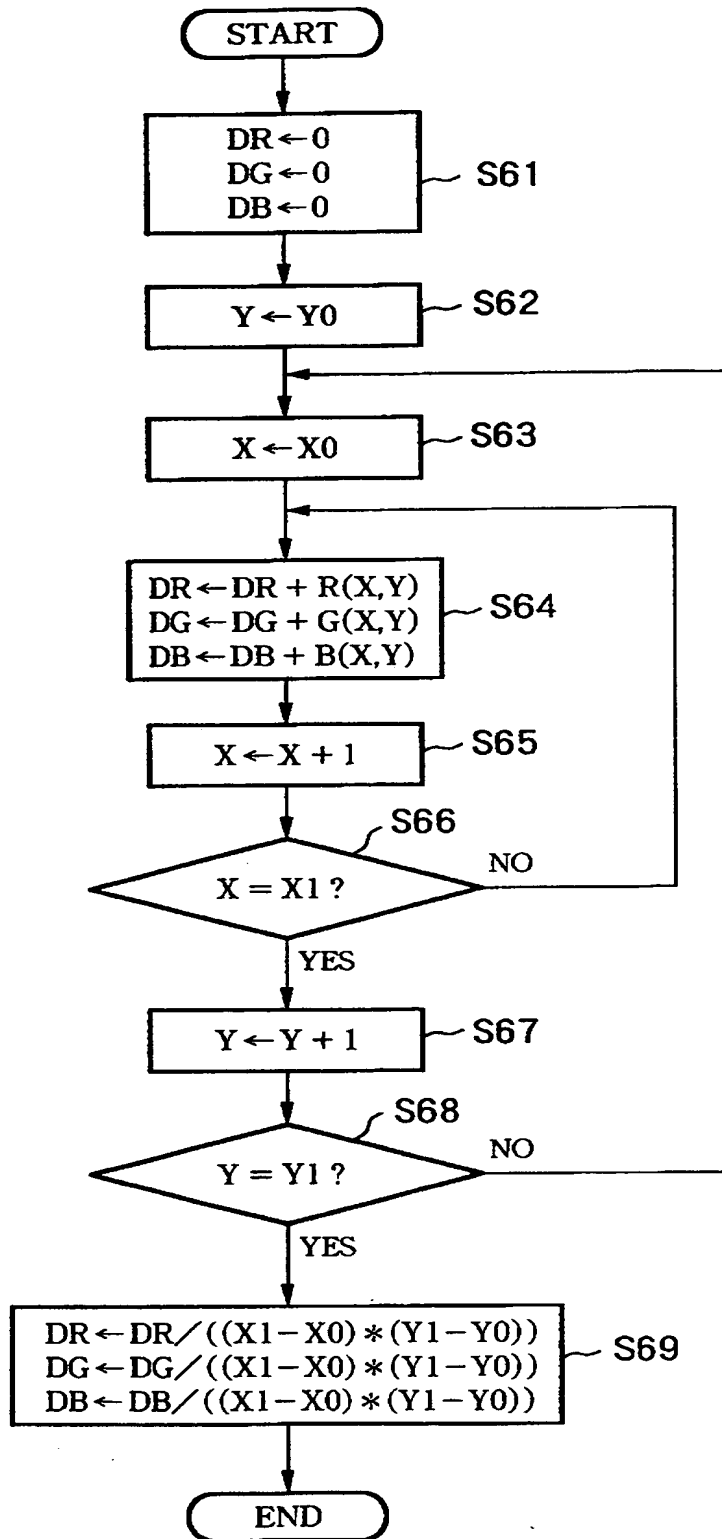 START
DR←0
DG←0
DB←0
S61
Y←Y0
S62
X←X0
S63
DR←DR + R(X,Y)
DG←DG + G(X,Y)
DB←DB + B(X,Y)
S64
X←X + 1
S65
S66
X = X1 ?
NO
YES
Y←Y + 1
S67
S68
Y = Y1 ?
NO
YES
DR←DR/((X1−X0)*(Y1−Y0))
DG←DG/((X1−X0)*(Y1−Y0))
DB←DB/((X1−X0)*(Y1−Y0))
S69
END